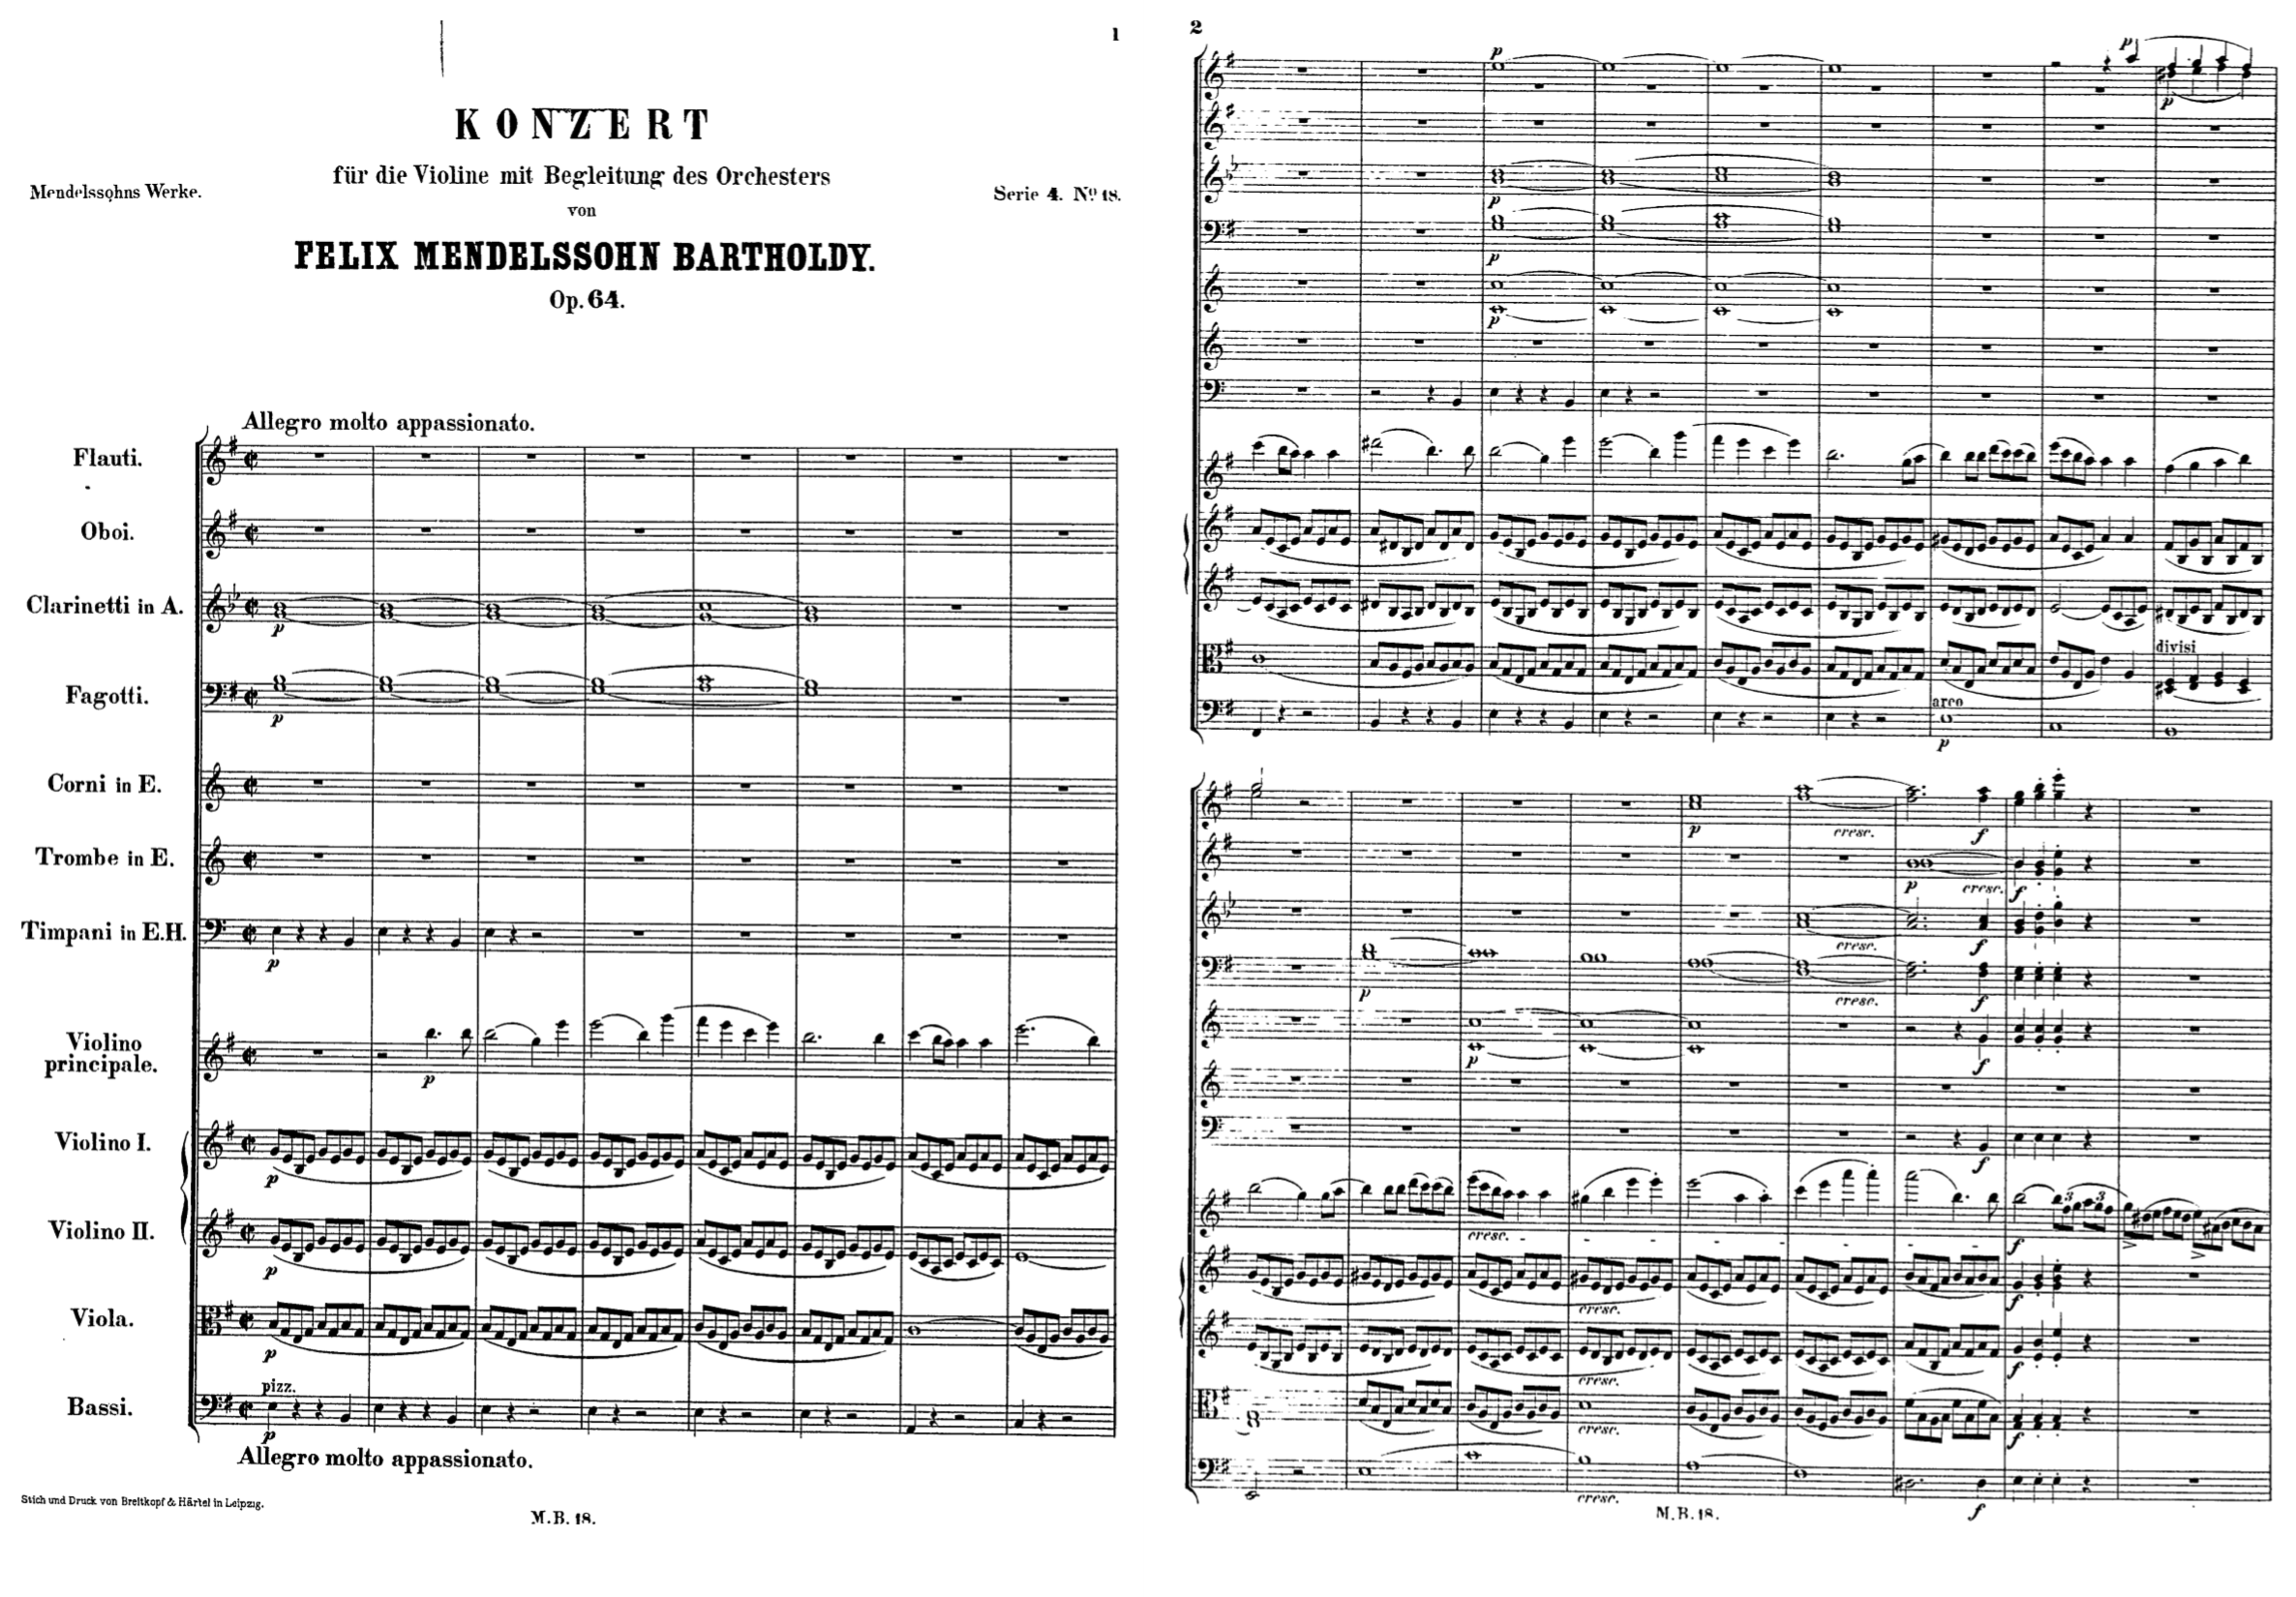 1
KONZERT
für die Violine mit Begleitung des Orchesters
Mendelssohns Werke.
Serie 4. No. 18.
von
FELIX MENDELSSOHN BARTHOLDY.
Op. 64.
Allegro molto appassionato.
Flauti.
Oboi.
Clarinetti in A.
p
Fagotti.
p
Corni in E.
Trombe in E.
Timpani in E.H.
p
Violino principale.
p
Violino I.
p
Violino II.
p
Viola.
p
pizz.
Bassi.
p
Allegro molto appassionato.
Stich und Druck von Breitkopf & Härtel in Leipzig.
M.B. 18.
2
p
p
p
p
p
p
divisi
arco
p
p
cresc.
f
p
cresc.
f
cresc.
f
p
cresc.
f
p
f
f
3
3
cresc.
f
cresc.
f
cresc.
f
cresc.
f
cresc.
f
M.B. 18.